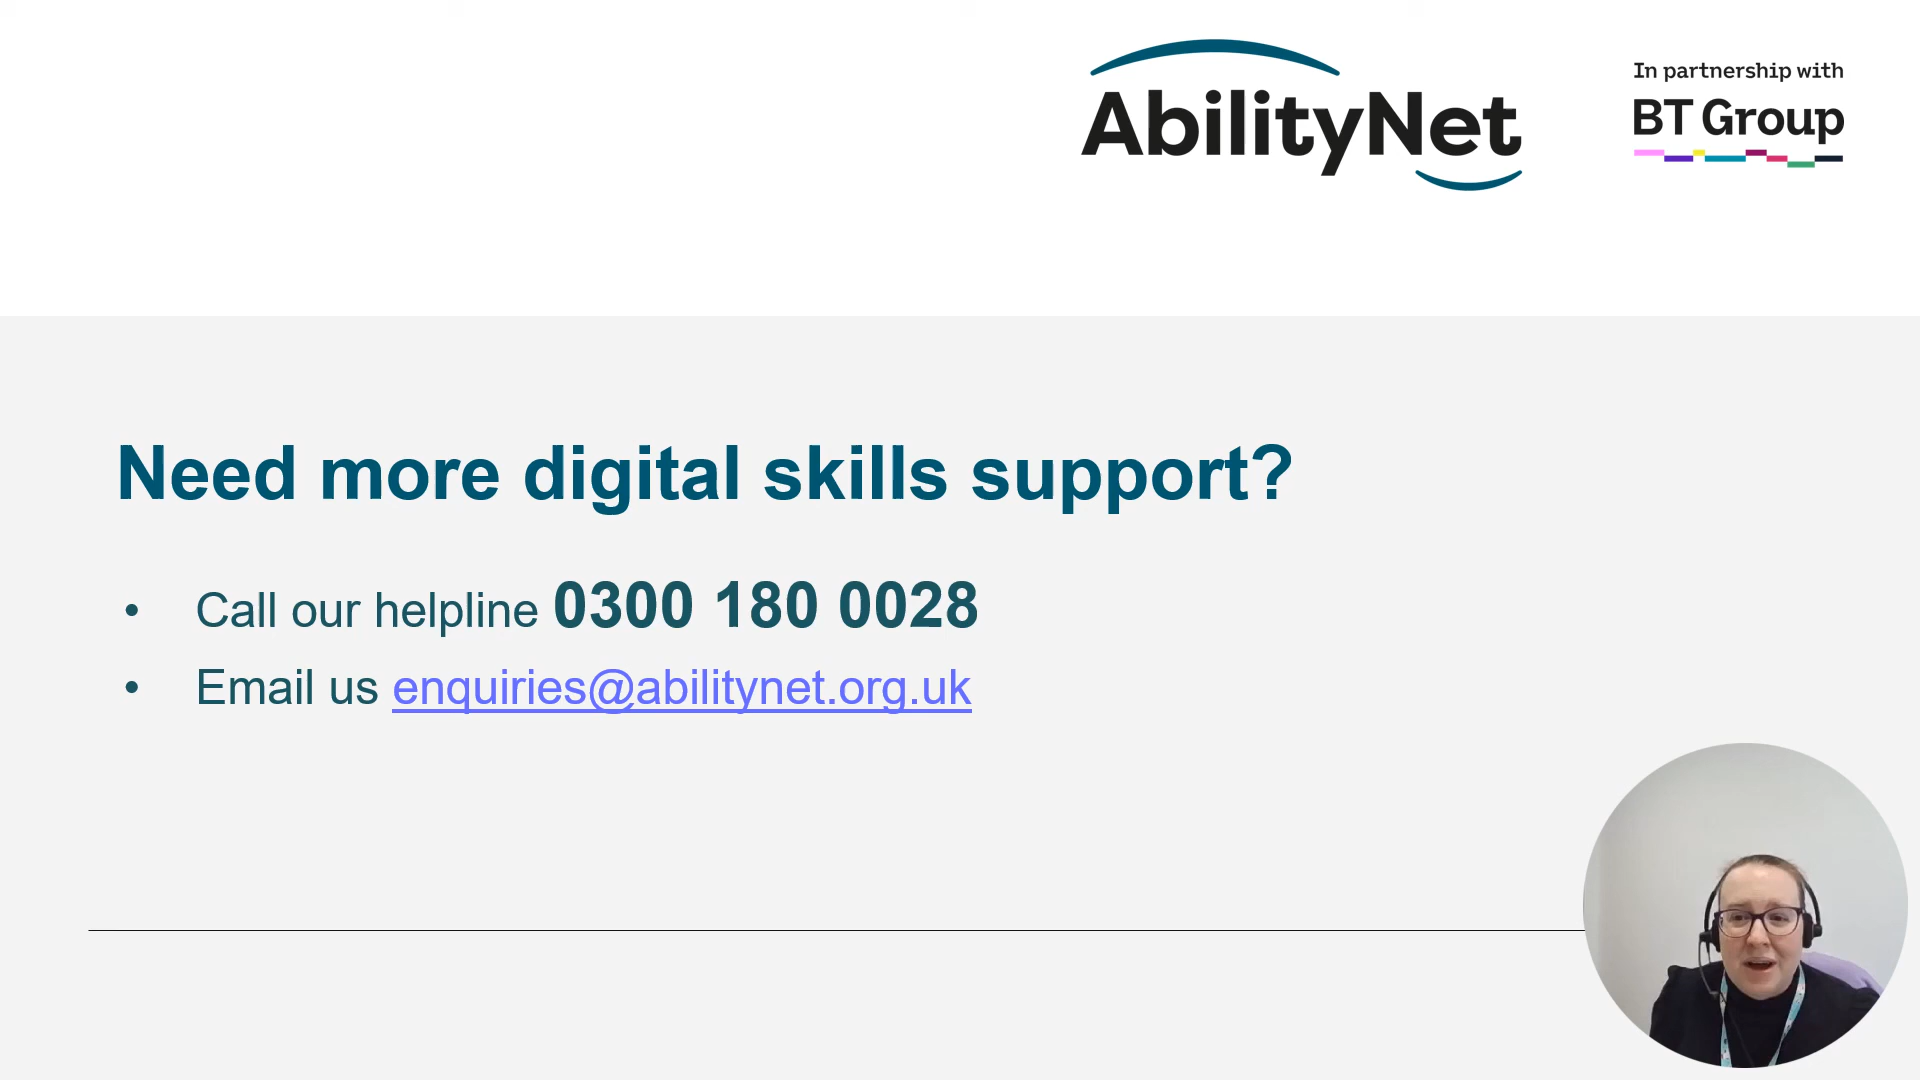 AbilityNet
In partnership with
BT Group
Need more digital skills support?
• Call our helpline 0300 180 0028
• Email us enquiries@abilitynet.org.uk